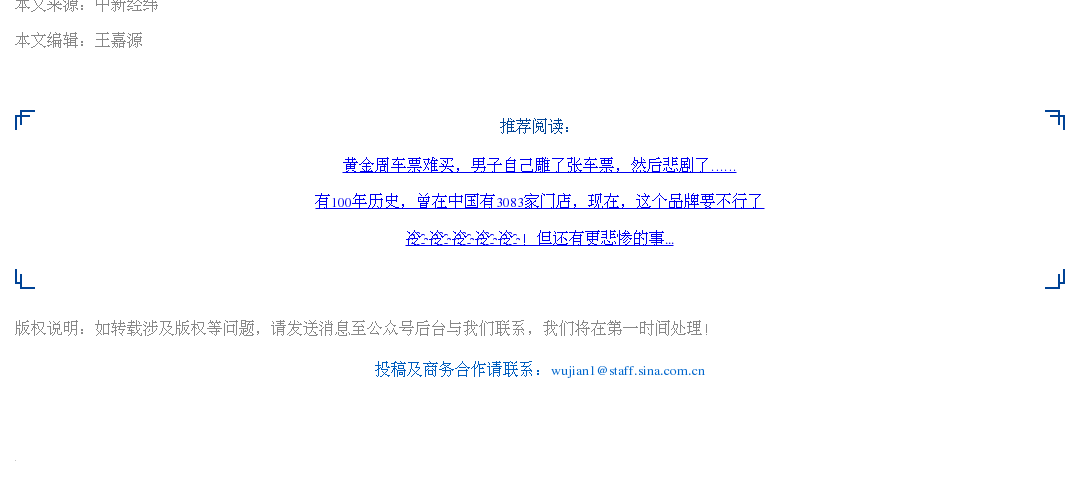 本文来源：中新经纬
本文编辑：王嘉源
推荐阅读：
黄金周车票难买，男子自己雕了张车票，然后悲剧了……
有100年历史，曾在中国有3083家门店，现在，这个品牌要不行了
！但还有更悲惨的事...
版权说明：如转载涉及版权等问题，请发送消息至公众号后台与我们联系，我们将在第一时间处理！
投稿及商务合作请联系：wujian1@staff.sina.com.cn